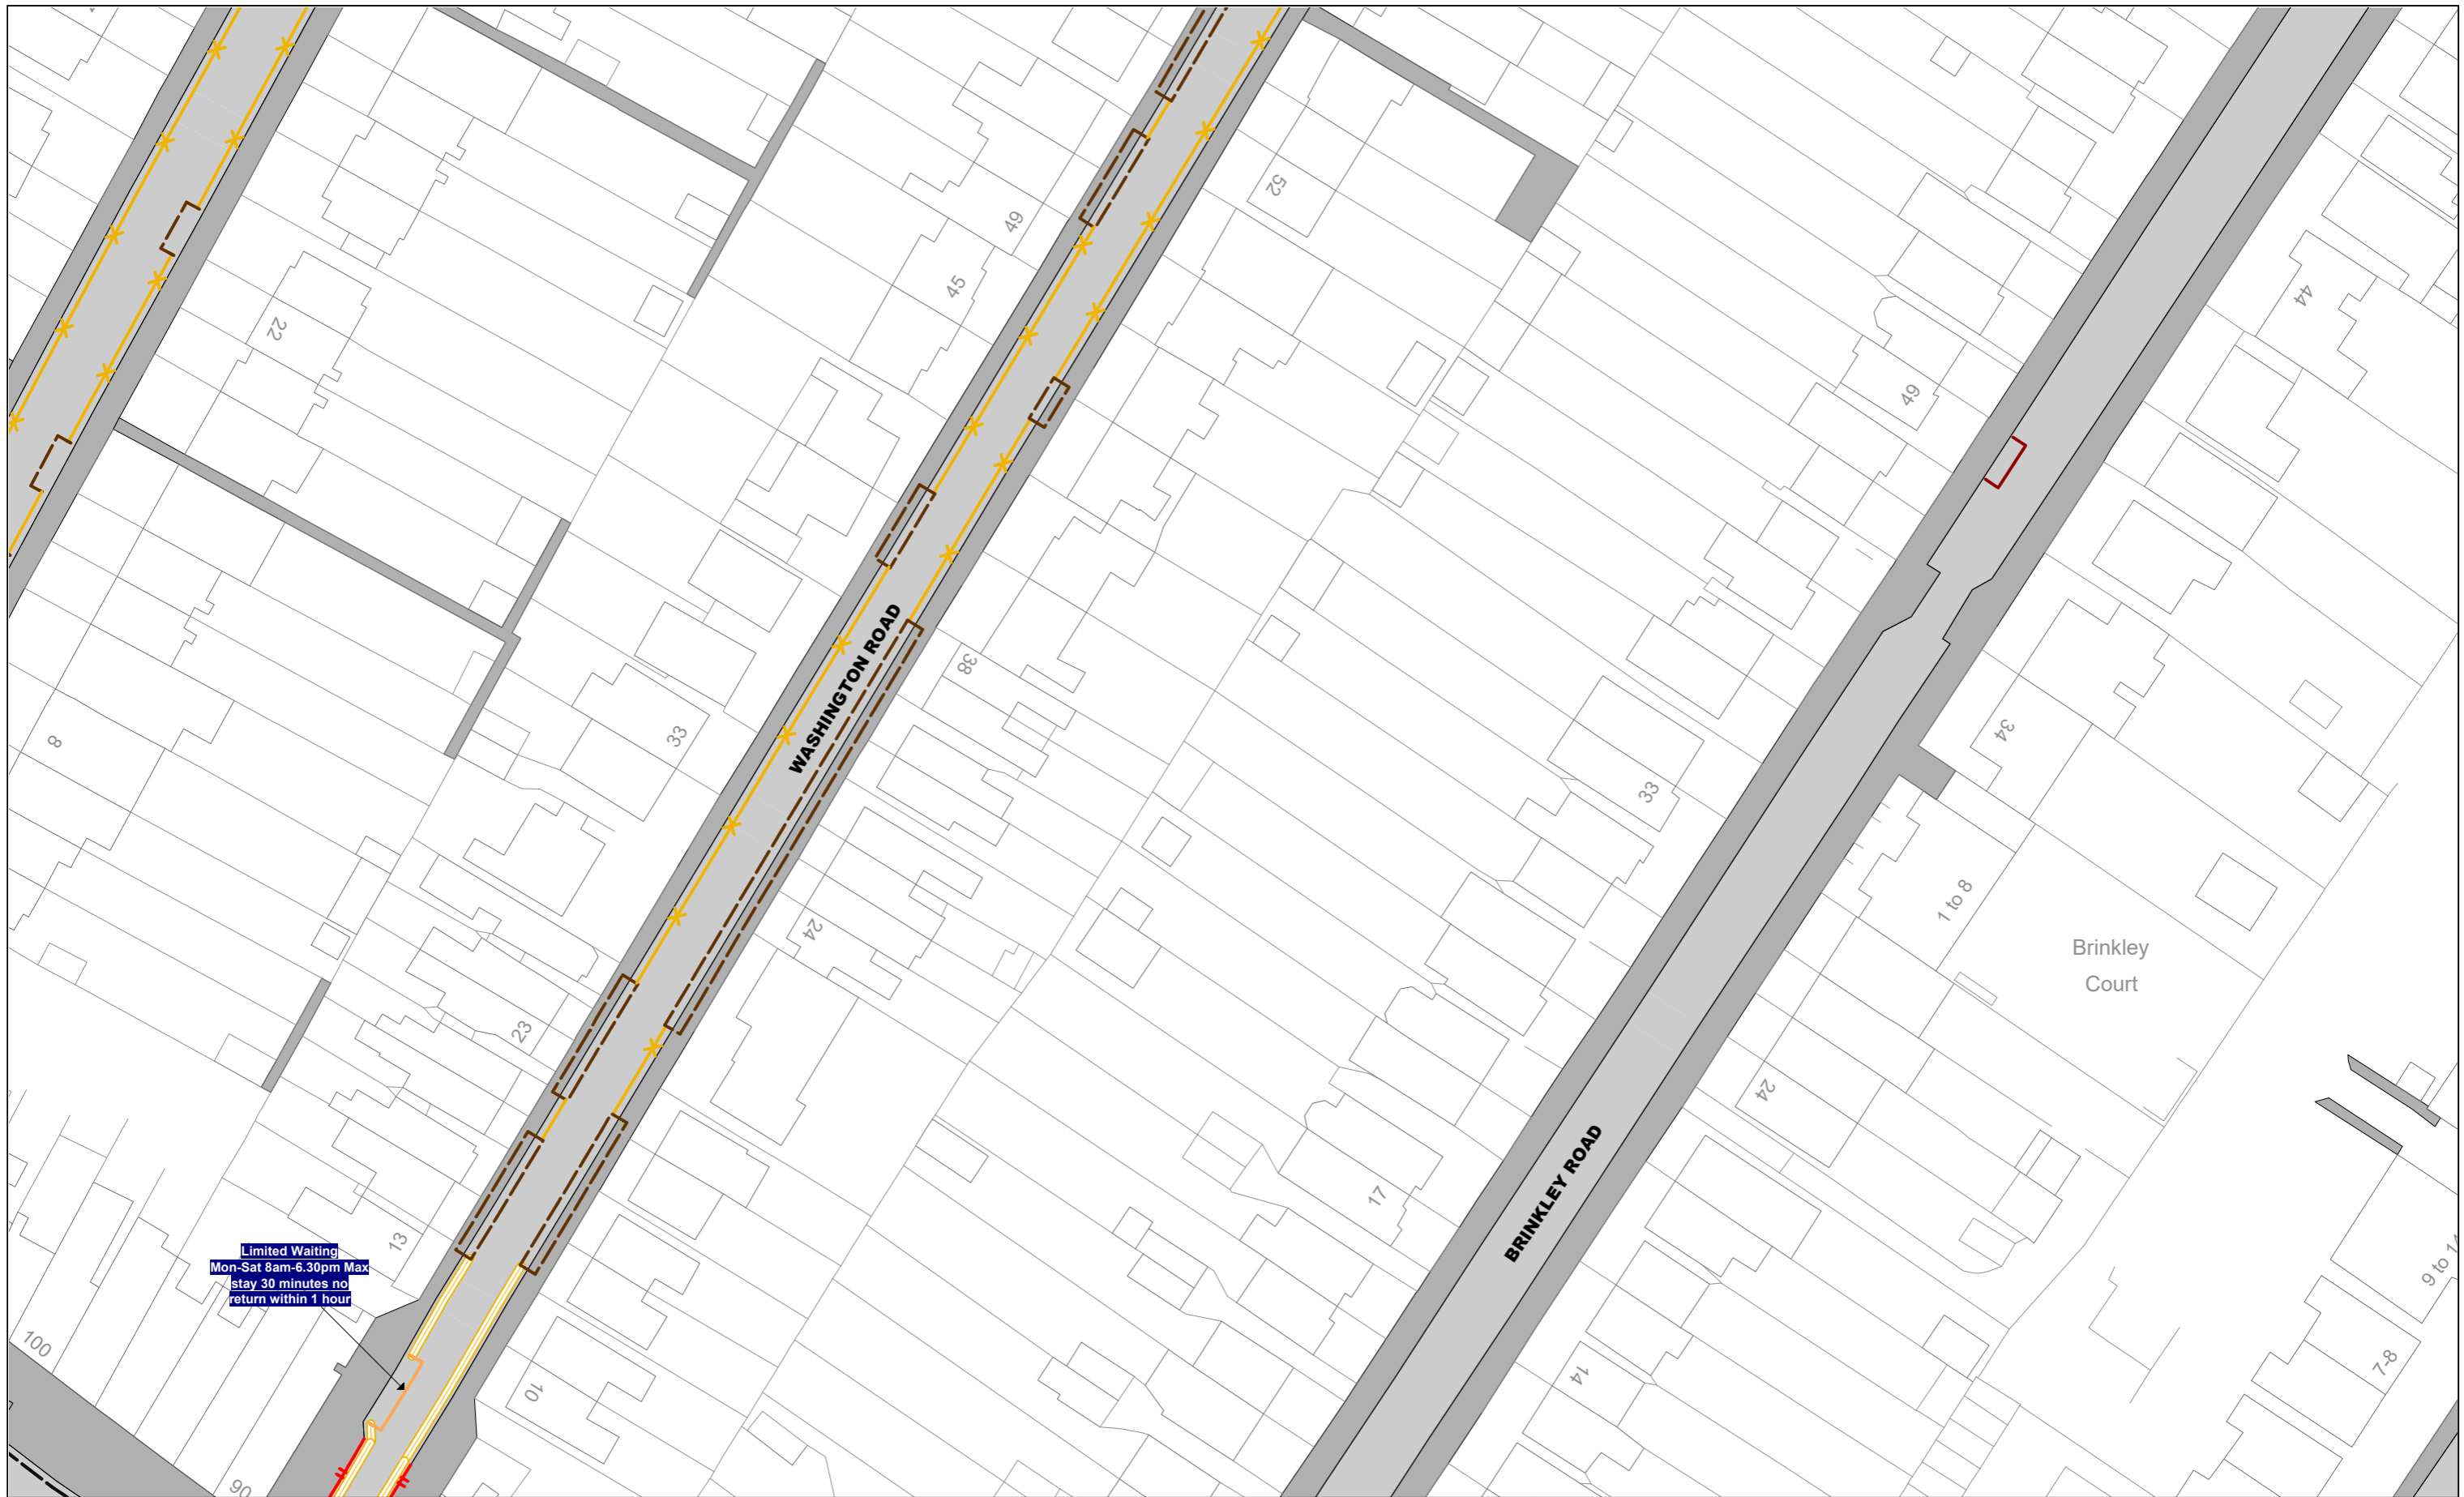 52
49
45
44
22
49
38
34
33
8
33
1 to 8
24
Brinkley
Court
23
24
WASHINGTON ROAD
BRINKLEY ROAD
17
13
Limited Waiting
Mon-Sat 8am-6.30pm Max
stay 30 minutes no
return within 1 hour
9 to
100
7-8
14
10
90